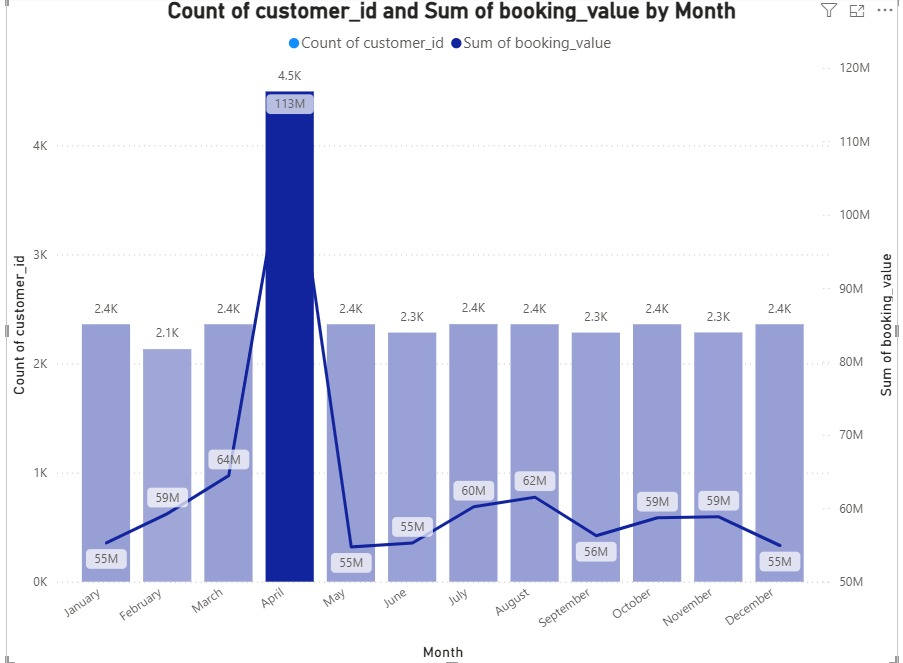 Count of customer_id and Sum of booking_value by Month
Count of customer_id Sum of booking_value
120M
110M
100M
90M
80M
70M
60M
50M
4K
3K
2K
1K
0K
Count of customer_id
Sum of booking_value
2.4K
2.1K
2.4K
4.5K
2.4K
2.3K
2.4K
2.4K
2.3K
2.4K
2.3K
2.4K
55M
59M
64M
113M
55M
55M
60M
62M
56M
59M
59M
55M
January
February
March
April
May
June
July
August
September
October
November
December
Month